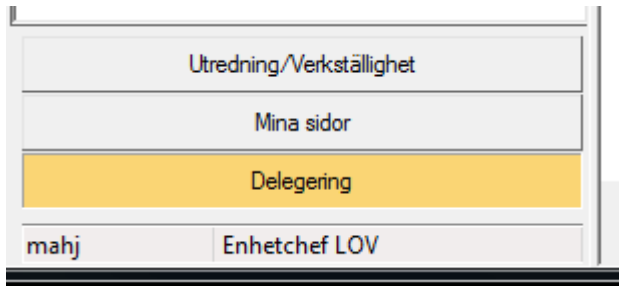 Utredning/Verkställighet
Mina sidor
Delegering
mahj Enhetchef LOV